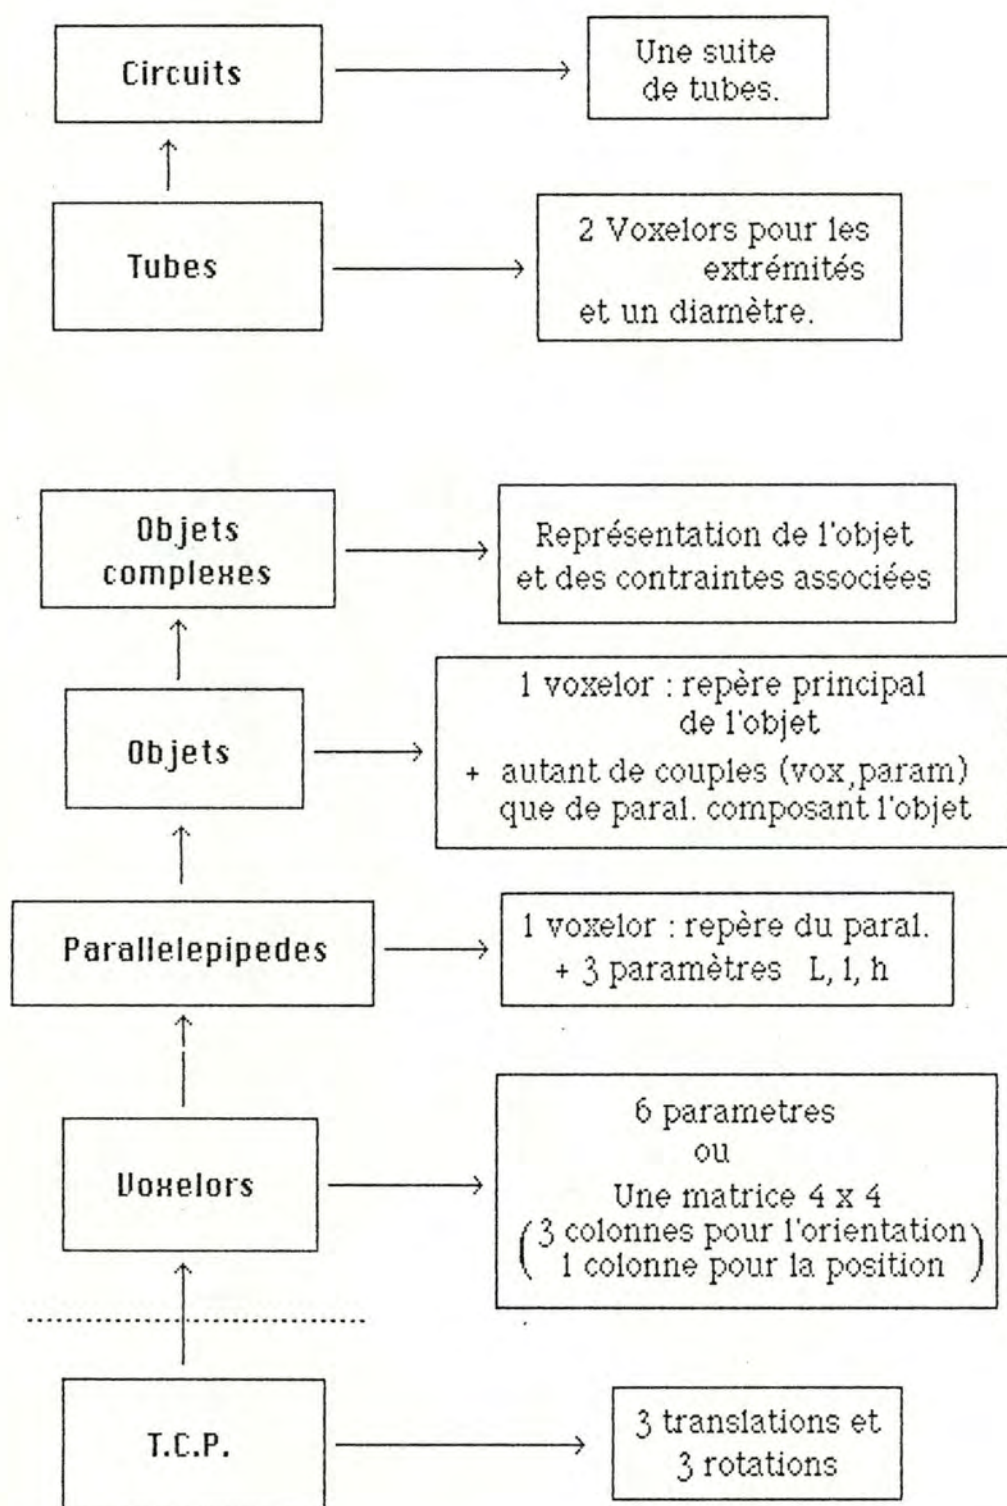 Circuits
Une suite
de tubes.
Tubes
2 Voxelors pour les
extrémités
et un diamètre.
Objets
complexes
Représentation de l'objet
et des contraintes associées
Objets
1 voxelor : repère principal
de l'objet
+ autant de couples (vox,param)
que de paral. composant l'objet
Parallelepipedes
1 voxelor : repère du paral.
+ 3 paramètres L, l, h
Voxelors
6 parametres
ou
Une matrice 4 x 4
(3 colonnes pour l'orientation
1 colonne pour la position)
T.C.P.
3 translations et
3 rotations